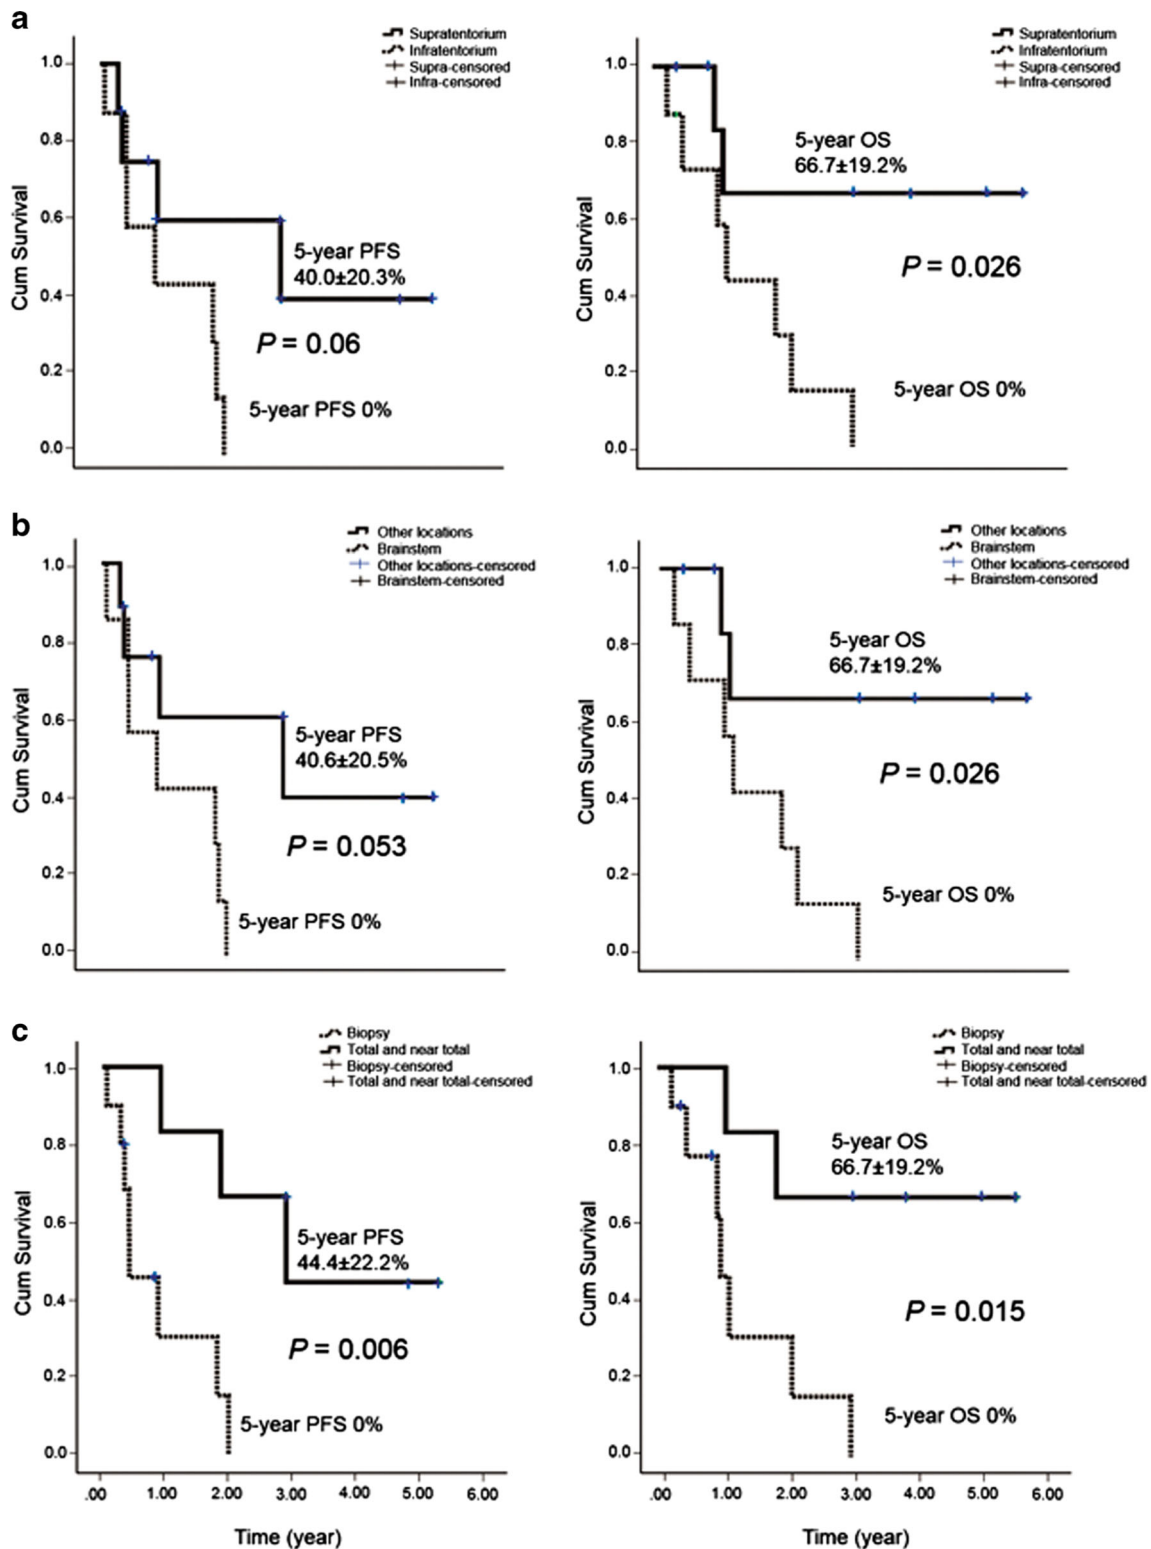 a
Supratentorium
Infratentorium
Supra-censored
Infra-censored
1.0
0.8
0.6
0.4
0.2
0.0
Cum Survival
5-year PFS
40.0±20.3%
P = 0.06
5-year PFS 0%
Supratentorium
Infratentorium
Supra-censored
Infra-censored
1.0
0.8
0.6
0.4
0.2
0.0
Cum Survival
5-year OS
66.7±19.2%
P = 0.026
5-year OS 0%
b
Other locations
Brainstem
Other locations-censored
Brainstem-censored
1.0
0.8
0.6
0.4
0.2
0.0
Cum Survival
5-year PFS
40.6±20.5%
P = 0.053
5-year PFS 0%
Other locations
Brainstem
Other locations-censored
Brainstem-censored
1.0
0.8
0.6
0.4
0.2
0.0
Cum Survival
5-year OS
66.7±19.2%
P = 0.026
5-year OS 0%
c
Biopsy
Total and near total
Biopsy-censored
Total and near total-censored
1.0
0.8
0.6
0.4
0.2
0.0
Cum Survival
5-year PFS
44.4±22.2%
P = 0.006
5-year PFS 0%
.00 1.00 2.00 3.00 4.00 5.00 6.00
Time (year)
Biopsy
Total and near total
Biopsy-censored
Total and near total-censored
1.0
0.8
0.6
0.4
0.2
0.0
Cum Survival
5-year OS
66.7±19.2%
P = 0.015
5-year OS 0%
.00 1.00 2.00 3.00 4.00 5.00 6.00
Time (year)